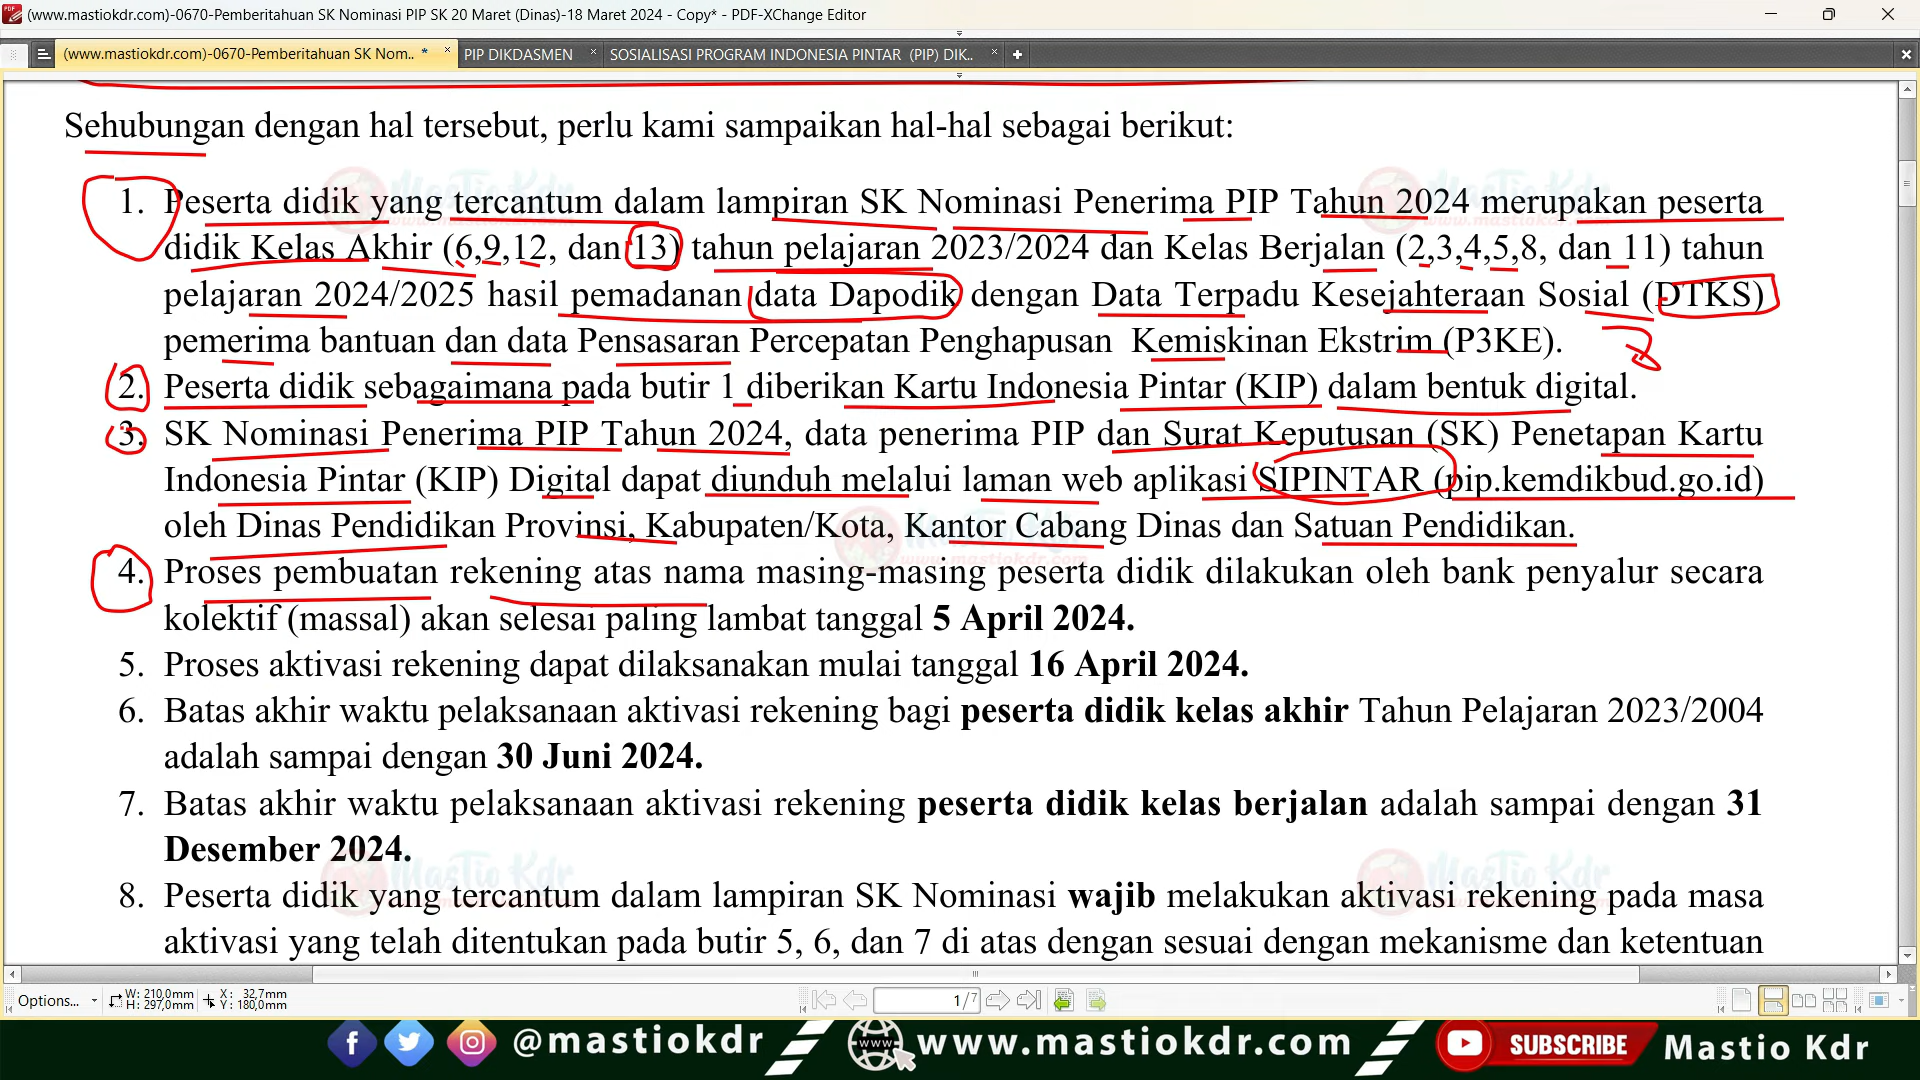 (www.mastiokdr.com)-0670-Pemberitahuan SK Nominasi PIP SK 20 Maret (Dinas)-18 Maret 2024 - Copy* - PDF-XChange Editor
(www.mastiokdr.com)-0670-Pemberitahuan SK Nom.. * PIP DIKDASMEN SOSIALISASI PROGRAM INDONESIA PINTAR (PIP) DIK..
Sehubungan dengan hal tersebut, perlu kami sampaikan hal-hal sebagai berikut:
1. Peserta didik yang tercantum dalam lampiran SK Nominasi Penerima PIP Tahun 2024 merupakan peserta
didik Kelas Akhir (6,9,12, dan 13) tahun pelajaran 2023/2024 dan Kelas Berjalan (2,3,4,5,8, dan 11) tahun
pelajaran 2024/2025 hasil pemadanan data Dapodik dengan Data Terpadu Kesejahteraan Sosial (DTKS)
pemerima bantuan dan data Pensasaran Percepatan Penghapusan Kemiskinan Ekstrim (P3KE).
2. Peserta didik sebagaimana pada butir 1 diberikan Kartu Indonesia Pintar (KIP) dalam bentuk digital.
3. SK Nominasi Penerima PIP Tahun 2024, data penerima PIP dan Surat Keputusan (SK) Penetapan Kartu
Indonesia Pintar (KIP) Digital dapat diunduh melalui laman web aplikasi SIPINTAR (pip.kemdikbud.go.id)
oleh Dinas Pendidikan Provinsi, Kabupaten/Kota, Kantor Cabang Dinas dan Satuan Pendidikan.
4. Proses pembuatan rekening atas nama masing-masing peserta didik dilakukan oleh bank penyalur secara
kolektif (massal) akan selesai paling lambat tanggal 5 April 2024.
5. Proses aktivasi rekening dapat dilaksanakan mulai tanggal 16 April 2024.
6. Batas akhir waktu pelaksanaan aktivasi rekening bagi peserta didik kelas akhir Tahun Pelajaran 2023/2004
adalah sampai dengan 30 Juni 2024.
7. Batas akhir waktu pelaksanaan aktivasi rekening peserta didik kelas berjalan adalah sampai dengan 31
Desember 2024.
Mastio Kdr
Mastio Kdr
8. Peserta didik yang tercantum dalam lampiran SK Nominasi wajib melakukan aktivasi rekening pada masa
aktivasi yang telah ditentukan pada butir 5, 6, dan 7 di atas dengan sesuai dengan mekanisme dan ketentuan
Options... W: 210,0mm X: 32,7mm
H: 297,0mm Y: 180,0mm
1/7
@mastiokdr www www.mastiokdr.com SUBSCRIBE Mastio Kdr